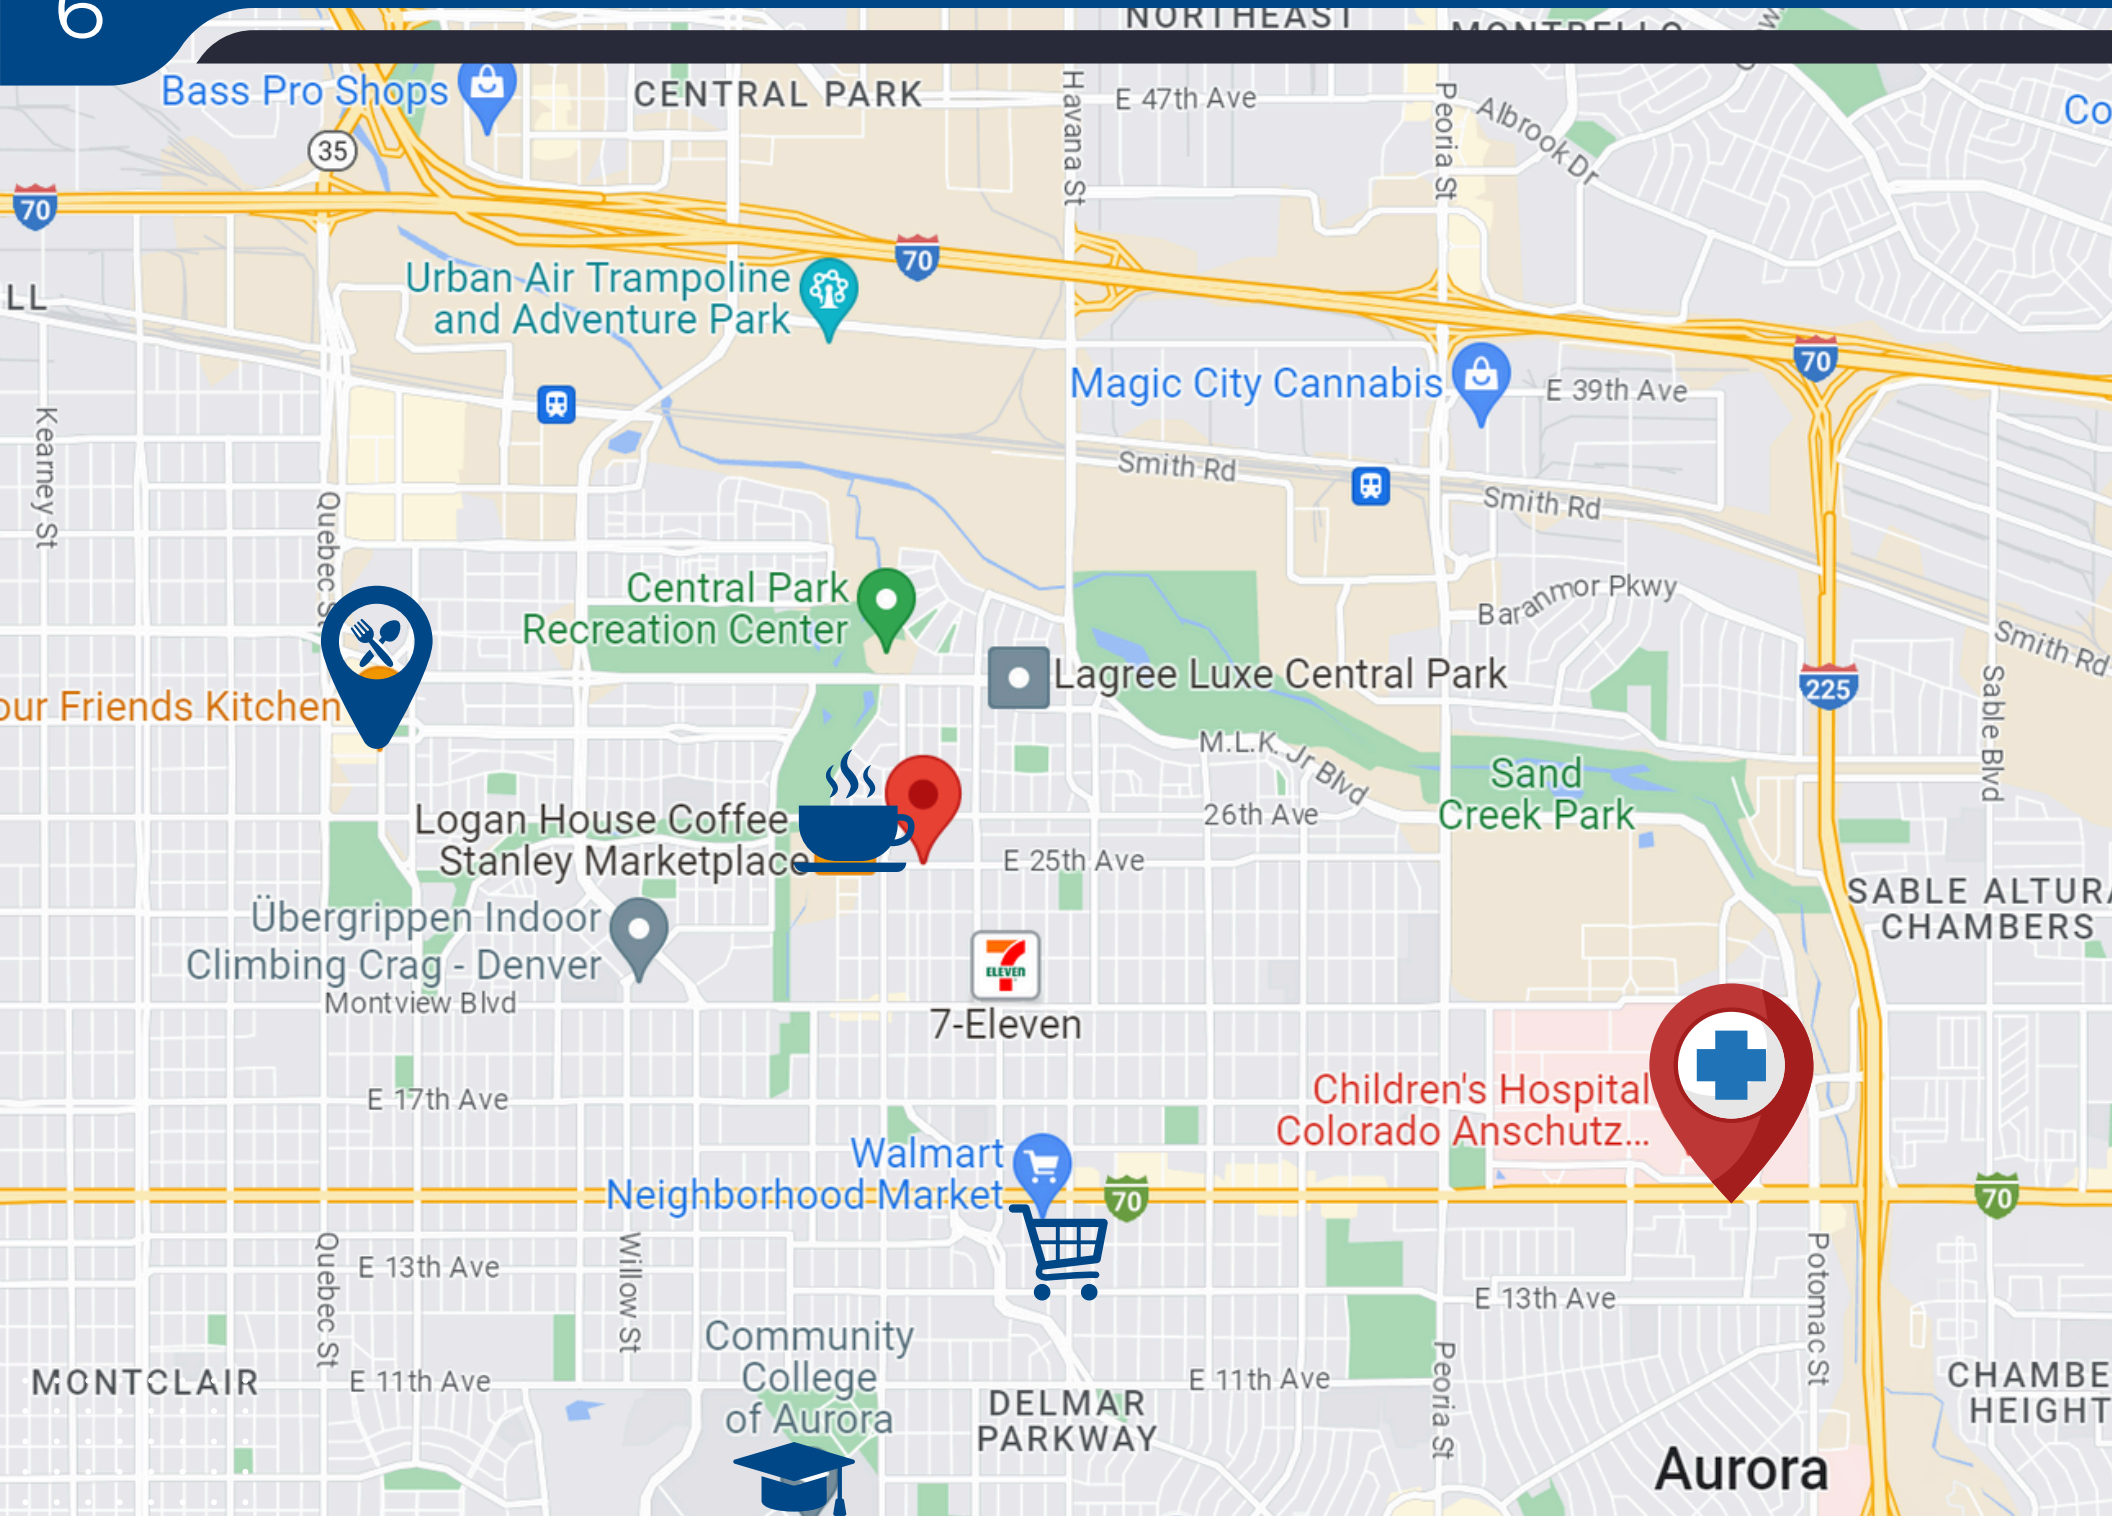 6
NORTHEAST
MONTBELLO
Bass Pro Shops
CENTRAL PARK
Havana St
E 47th Ave
Peoria St
Albrook Dr
Co
35
70
70
Urban Air Trampoline
and Adventure Park
LL
70
Magic City Cannabis
E 39th Ave
Kearney St
Smith Rd
Smith Rd
Quebec St
Central Park
Recreation Center
Baranmor Pkwy
Smith Rd
Lagree Luxe Central Park
225
Sable Blvd
our Friends Kitchen
M.L.K. Jr Blvd
Sand
Creek Park
26th Ave
Logan House Coffee
Stanley Marketplace
E 25th Ave
SABLE ALTURA
CHAMBERS
Übergrippen Indoor
Climbing Crag - Denver
7
ELEVEN
7-Eleven
Montview Blvd
E 17th Ave
Children's Hospital
Colorado Anschutz...
Walmart
Neighborhood Market
70
70
Quebec St
E 13th Ave
Willow St
E 13th Ave
Potomac St
Community
College
of Aurora
Peoria St
MONTCLAIR
E 11th Ave
E 11th Ave
DELMAR
PARKWAY
CHAMBE
HEIGHT
Aurora